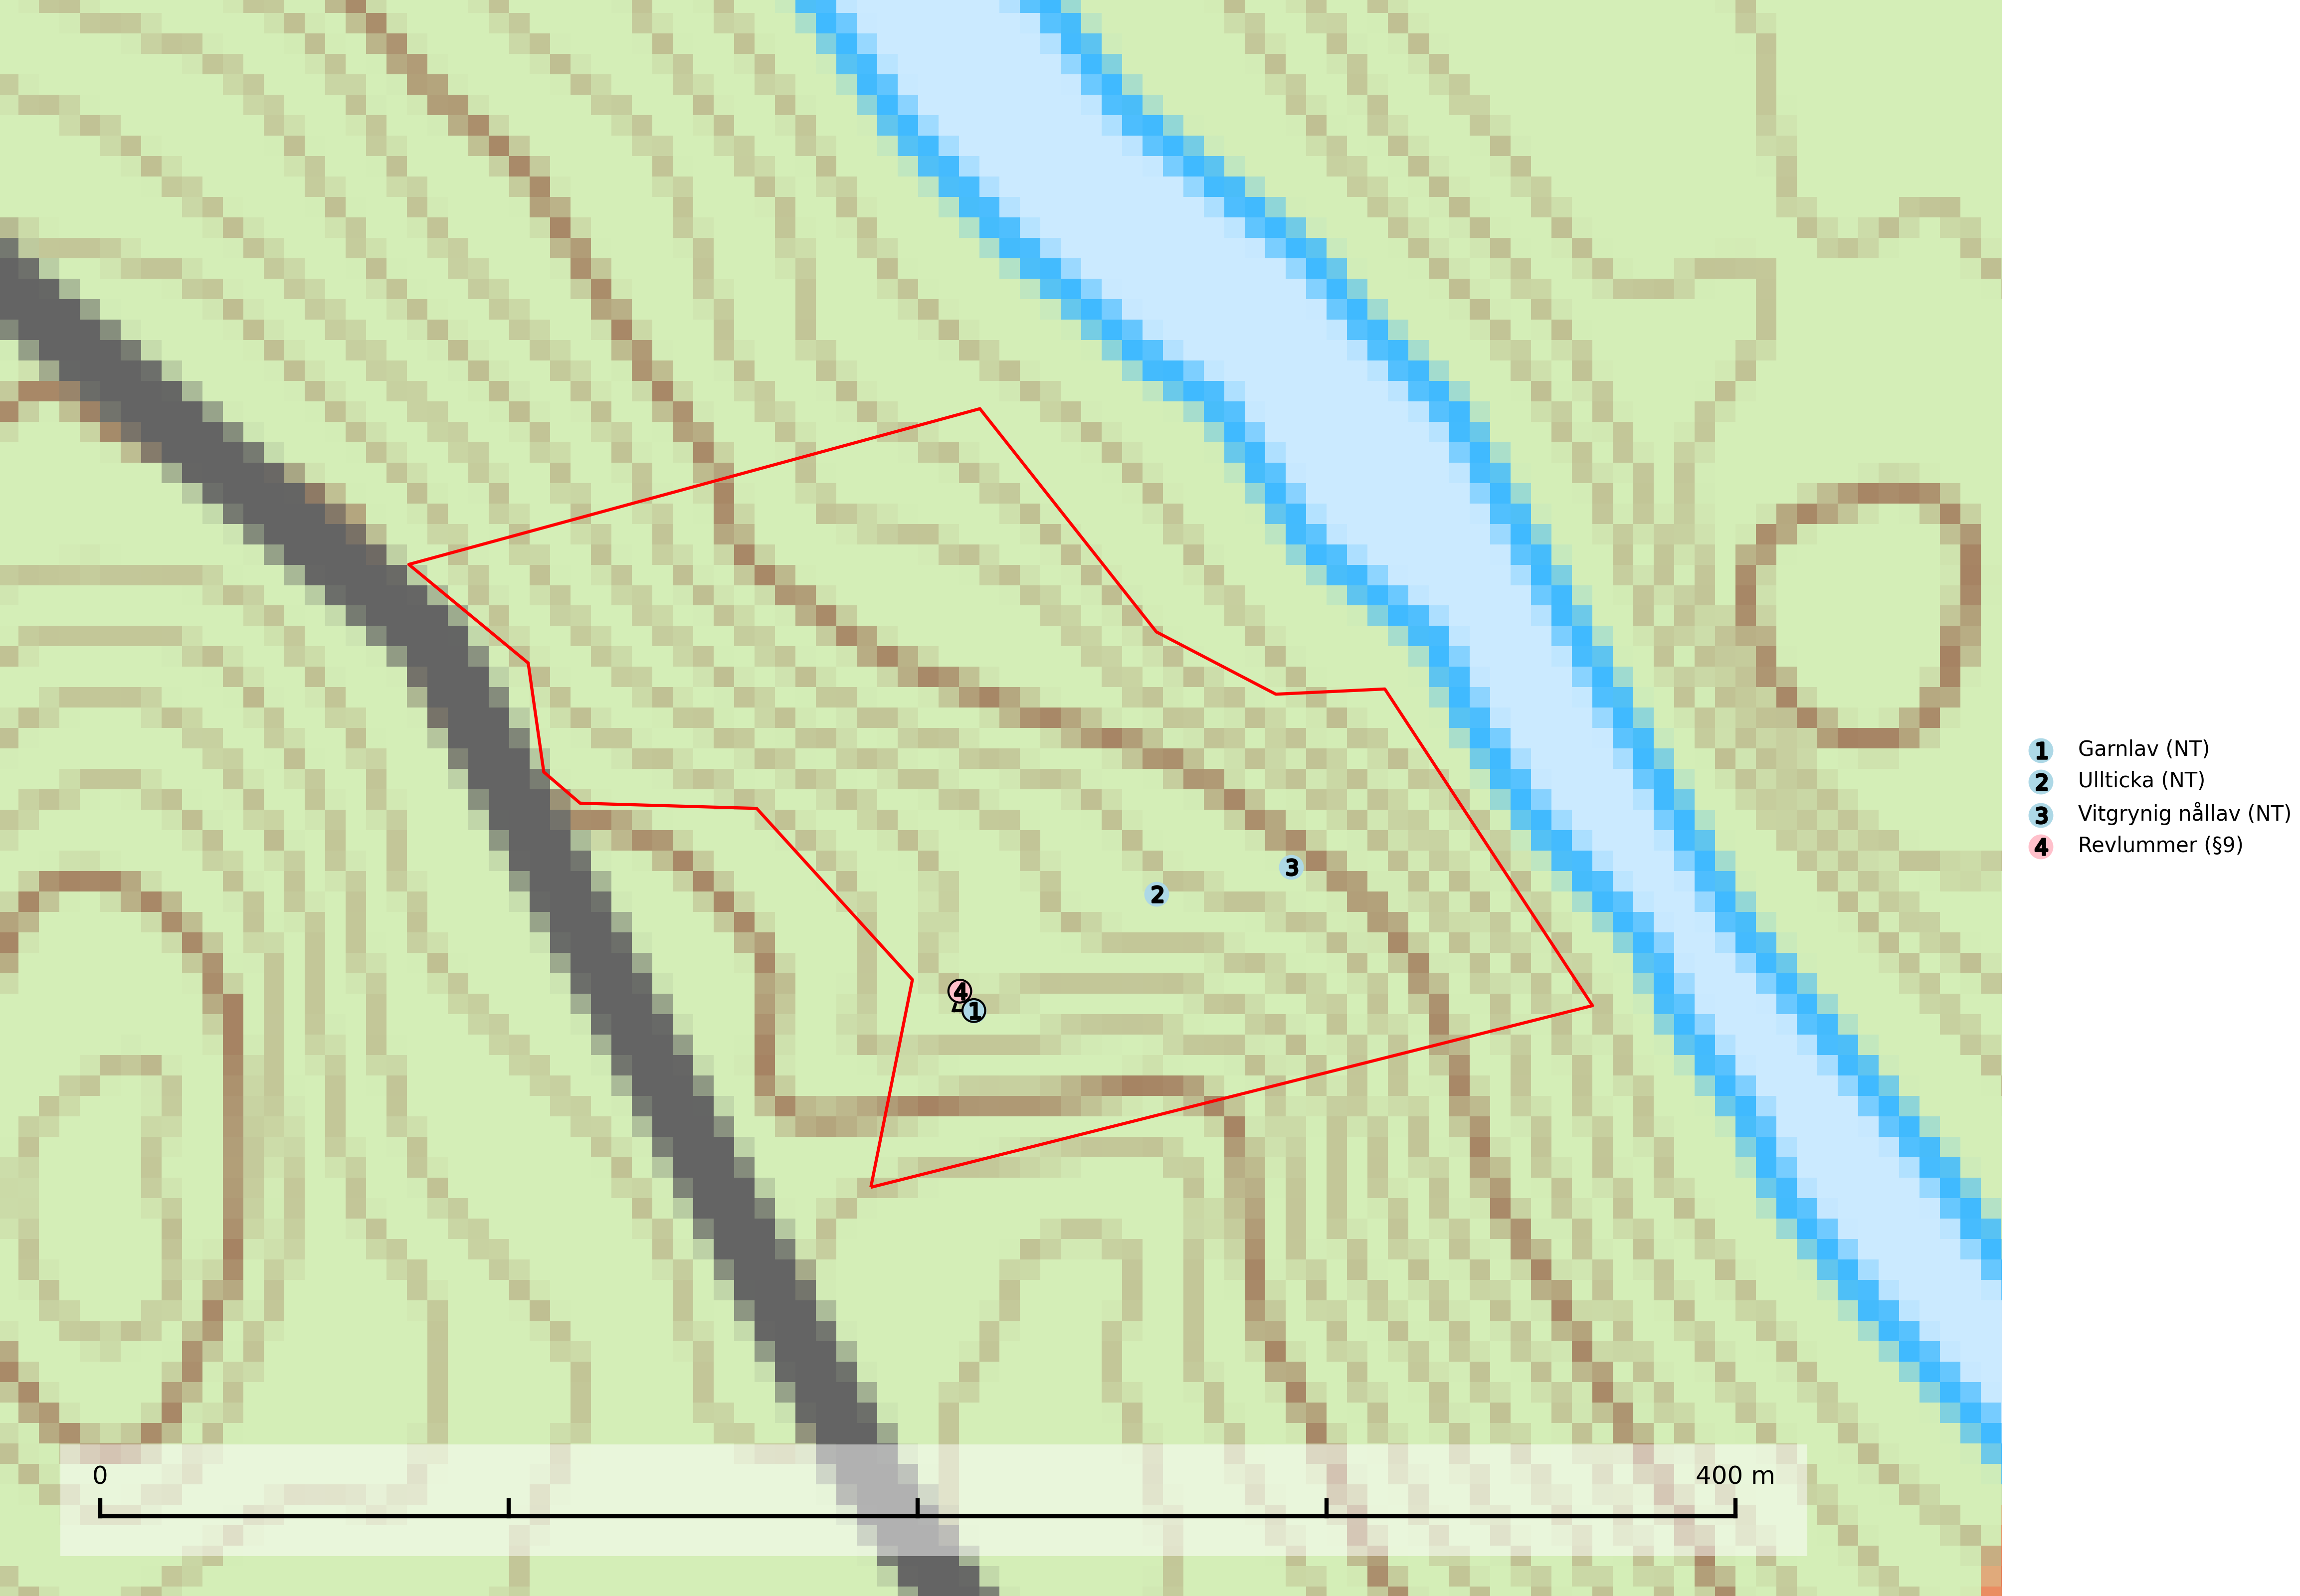 3
2
4
1
1 Garnlav (NT)
2 Ullticka (NT)
3 Vitgrynig nållav (NT)
4 Revlummer (§9)
0 400 m